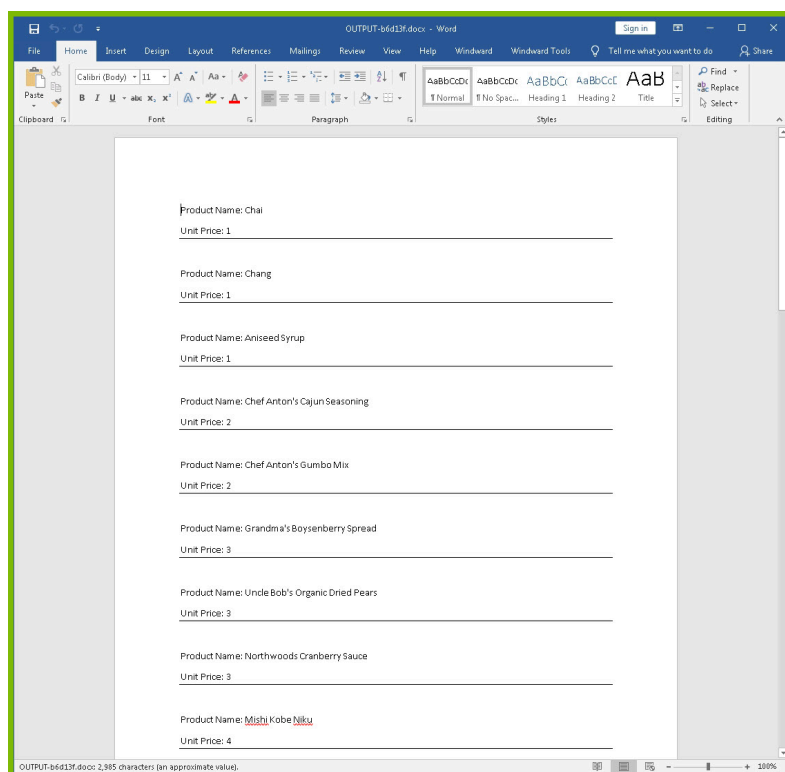 OUTPUT-b6d13f.docx - Word
Sign in
File Home Insert Design Layout References Mailings Review View Help Windward Windward Tools Tell me what you want to do Share
Paste
Calibri (Body) 11
A A Aa
B I U abc x₂ x² A A
AaBbCcDc AaBbCcDc AaBbCc AaBbCcE AaB
¶ Normal ¶ No Spac... Heading 1 Heading 2 Title
Find
Replace
Select
Clipboard Font Paragraph Styles Editing
Product Name: Chai
Unit Price: 1
Product Name: Chang
Unit Price: 1
Product Name: Aniseed Syrup
Unit Price: 1
Product Name: Chef Anton's Cajun Seasoning
Unit Price: 2
Product Name: Chef Anton's Gumbo Mix
Unit Price: 2
Product Name: Grandma's Boysenberry Spread
Unit Price: 3
Product Name: Uncle Bob's Organic Dried Pears
Unit Price: 3
Product Name: Northwoods Cranberry Sauce
Unit Price: 3
Product Name: Mishi Kobe Niku
Unit Price: 4
OUTPUT-b6d13f.docx: 2,985 characters (an approximate value).
100%